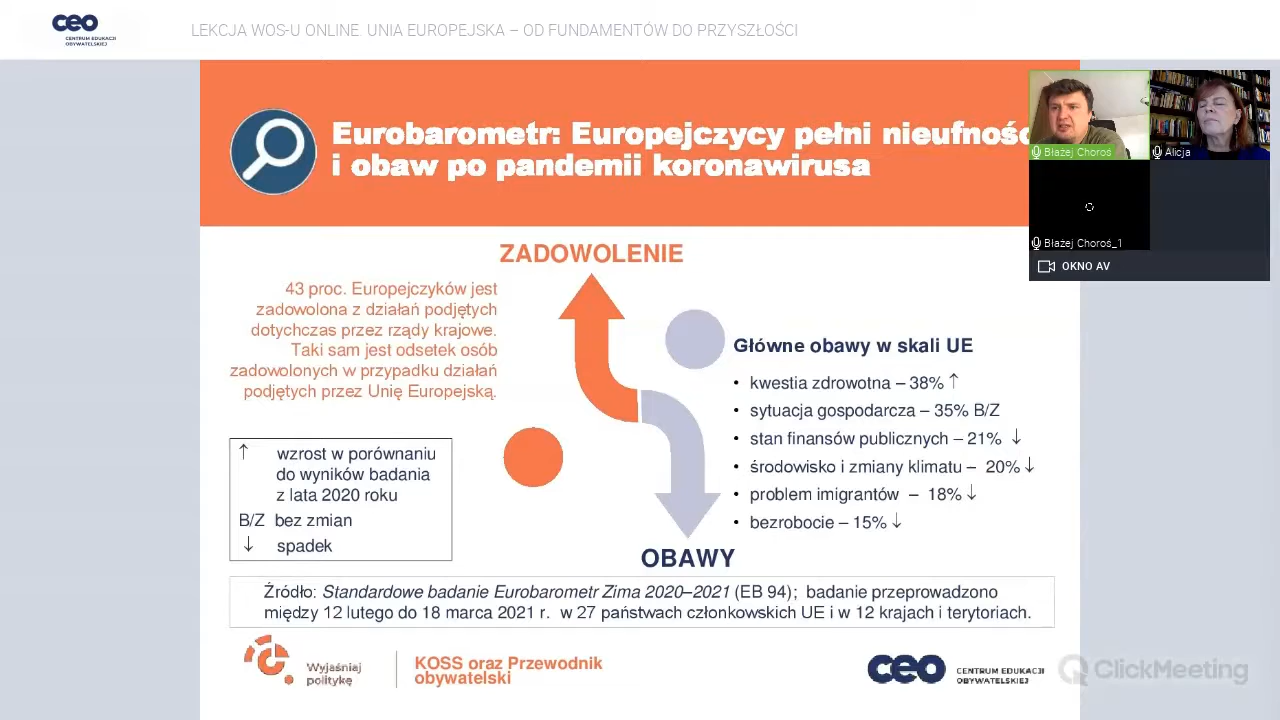 ceo
CENTRUM EDUKACJI
OBYWATELSKIEJ
LEKCJA WOS-U ONLINE. UNIA EUROPEJSKA – OD FUNDAMENTÓW DO PRZYSZŁOŚCI
Eurobarometr: Europejczycy pełni nieufnośc
i obaw po pandemii koronawirusa
Błażej Choroś
Alicja
Błażej Choroś_1
OKNO AV
ZADOWOLENIE
43 proc. Europejczyków jest
zadowolona z działań podjętych
dotychczas przez rządy krajowe.
Taki sam jest odsetek osób
zadowolonych w przypadku działań
podjętych przez Unię Europejską.
Główne obawy w skali UE
• kwestia zdrowotna – 38% ↑
• sytuacja gospodarcza – 35% B/Z
• stan finansów publicznych – 21% ↓
• środowisko i zmiany klimatu – 20% ↓
• problem imigrantów – 18% ↓
• bezrobocie – 15% ↓
↑ wzrost w porównaniu
do wyników badania
z lata 2020 roku
B/Z bez zmian
↓ spadek
OBAWY
Źródło: Standardowe badanie Eurobarometr Zima 2020–2021 (EB 94); badanie przeprowadzono
między 12 lutego do 18 marca 2021 r. w 27 państwach członkowskich UE i w 12 krajach i terytoriach.
Wyjaśniaj
politykę
KOSS oraz Przewodnik
obywatelski
ceo
CENTRUM EDUKACJI
OBYWATELSKIEJ
ClickMeeting